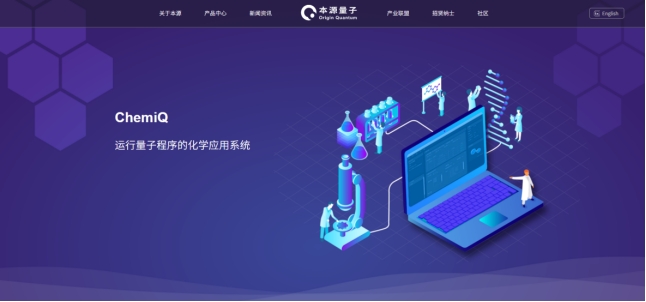 关于本源 产品中心 新闻资讯 本源量子 产业联盟 招贤纳士 社区 English
Origin Quantum
ChemiQ
运行量子程序的化学应用系统